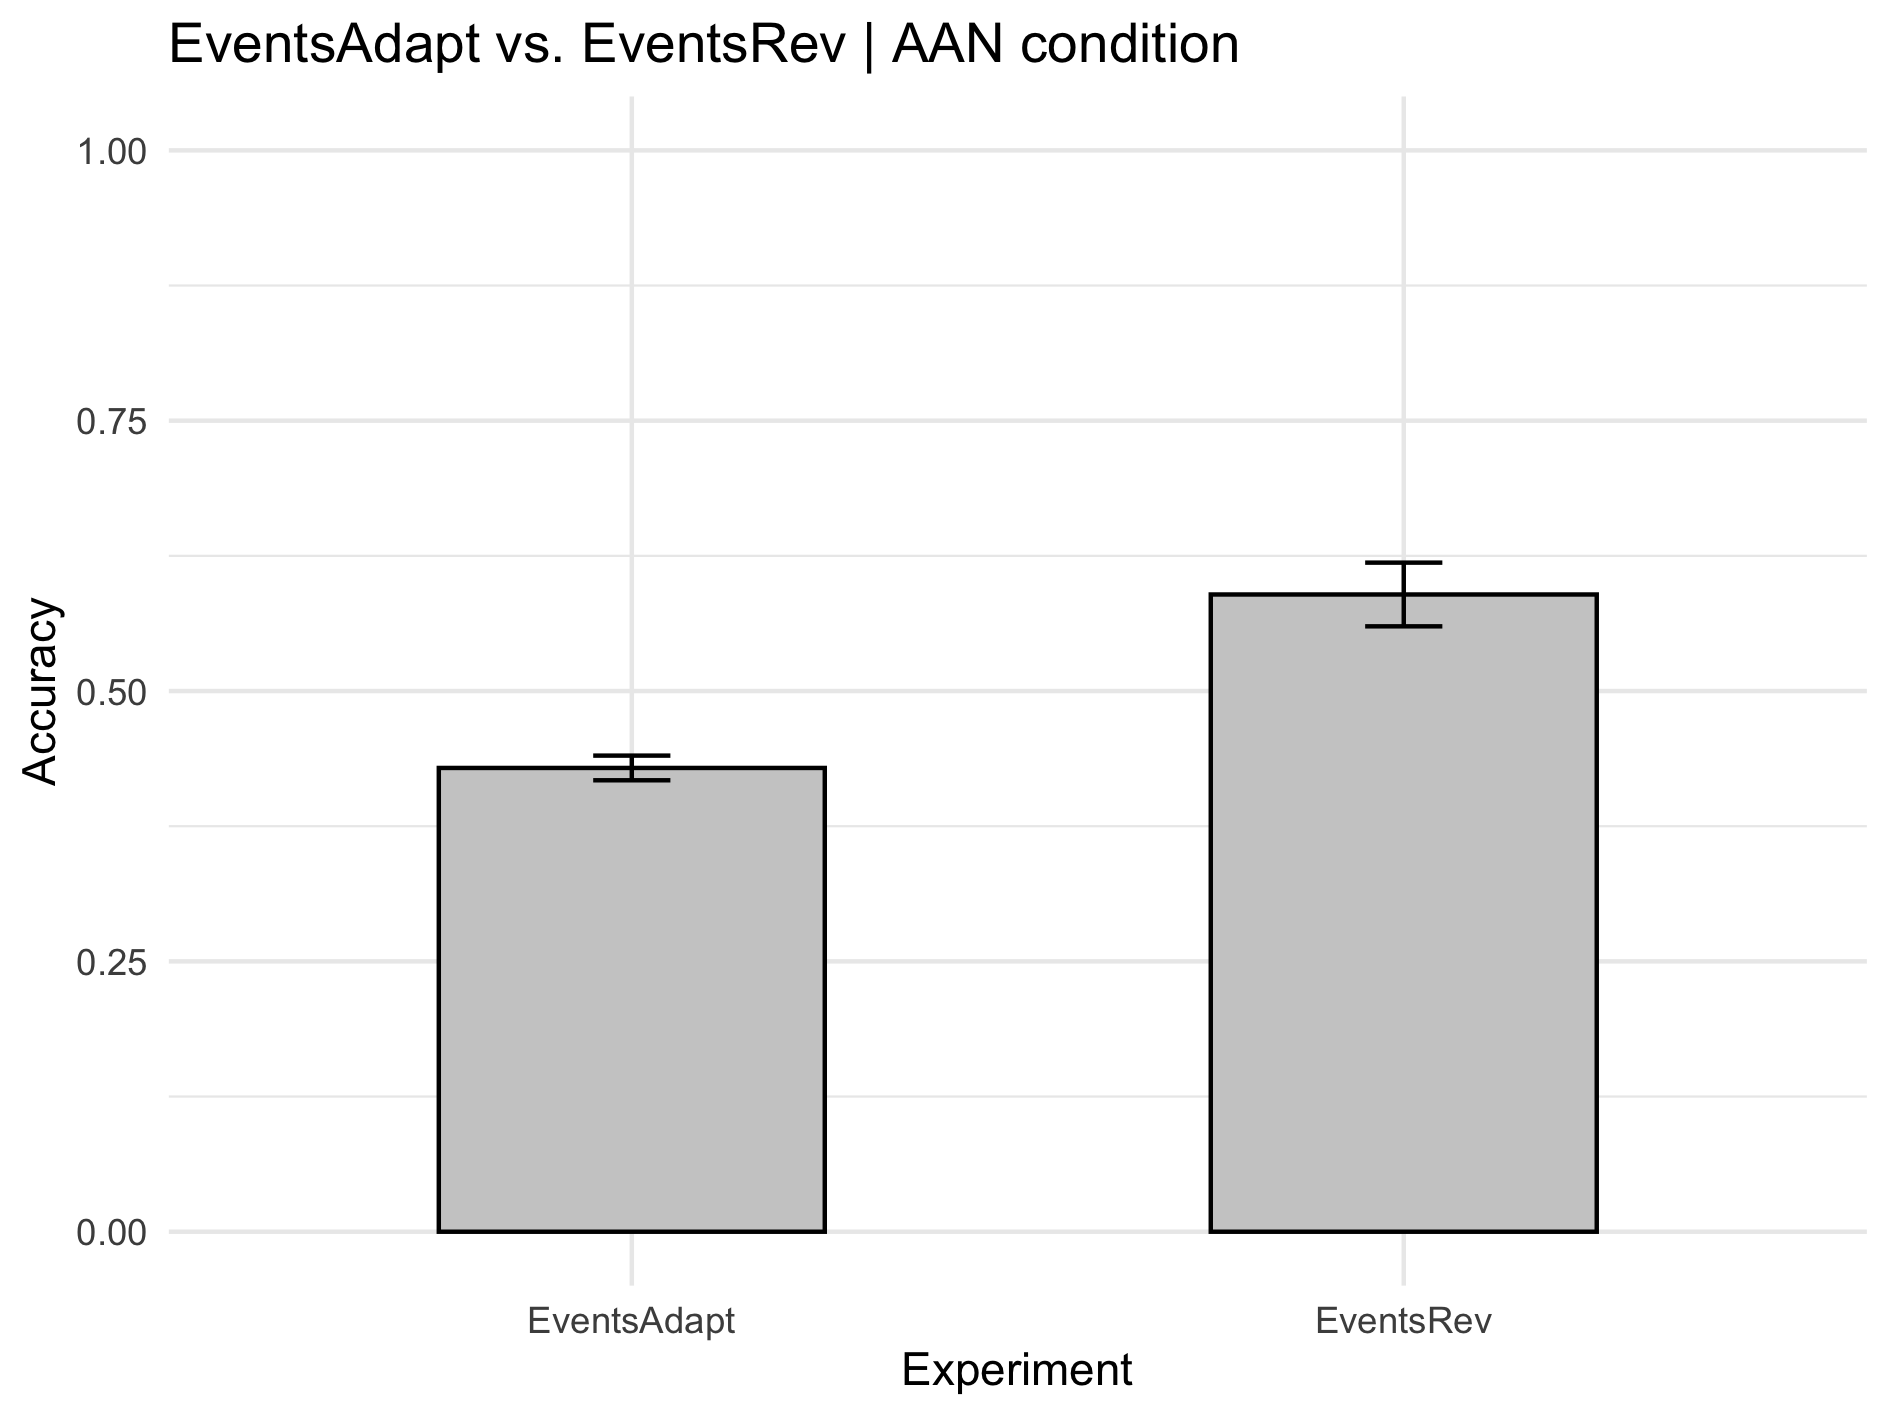 EventsAdapt vs. EventsRev | AAN condition
1.00
0.75
0.50
0.25
0.00
Accuracy
EventsAdapt
EventsRev
Experiment